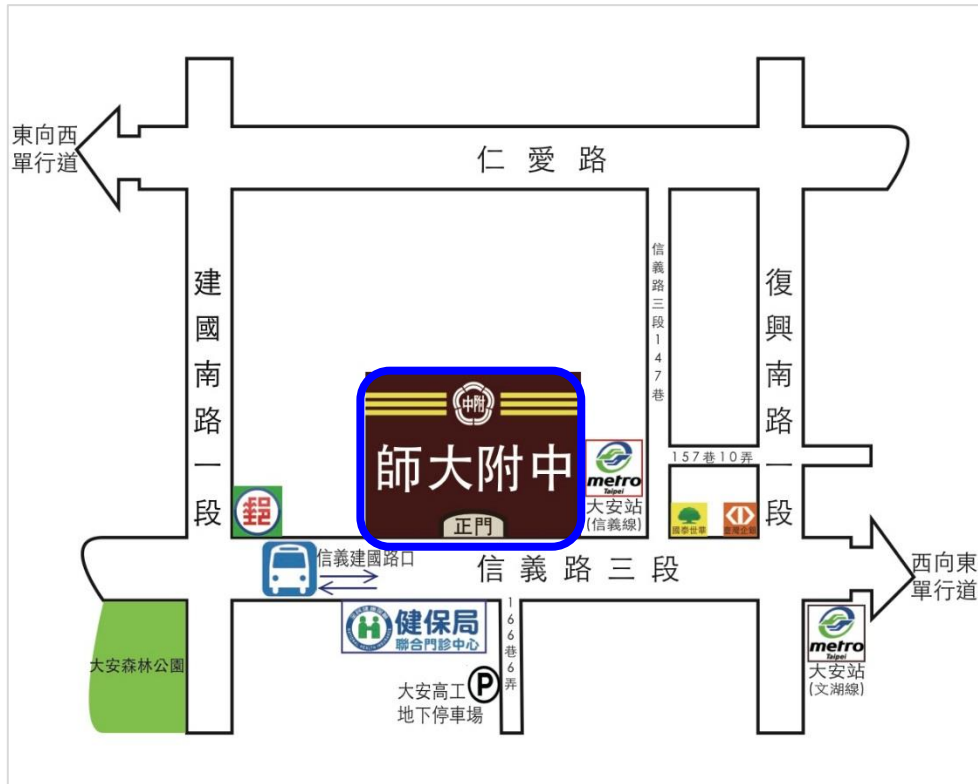 東向西
單行道
仁愛路
建國南路一段
信義路三段147巷
復興南路一段
中附
師大附中
正門
metro
Taipei
大安站
(信義線)
157巷10弄
郵
國泰世華
臺灣企銀
信義建國路口
信義路三段
西向東
單行道
健保局
聯合門診中心
166巷6弄
大安森林公園
大安高工
地下停車場
P
metro
Taipei
大安站
(文湖線)